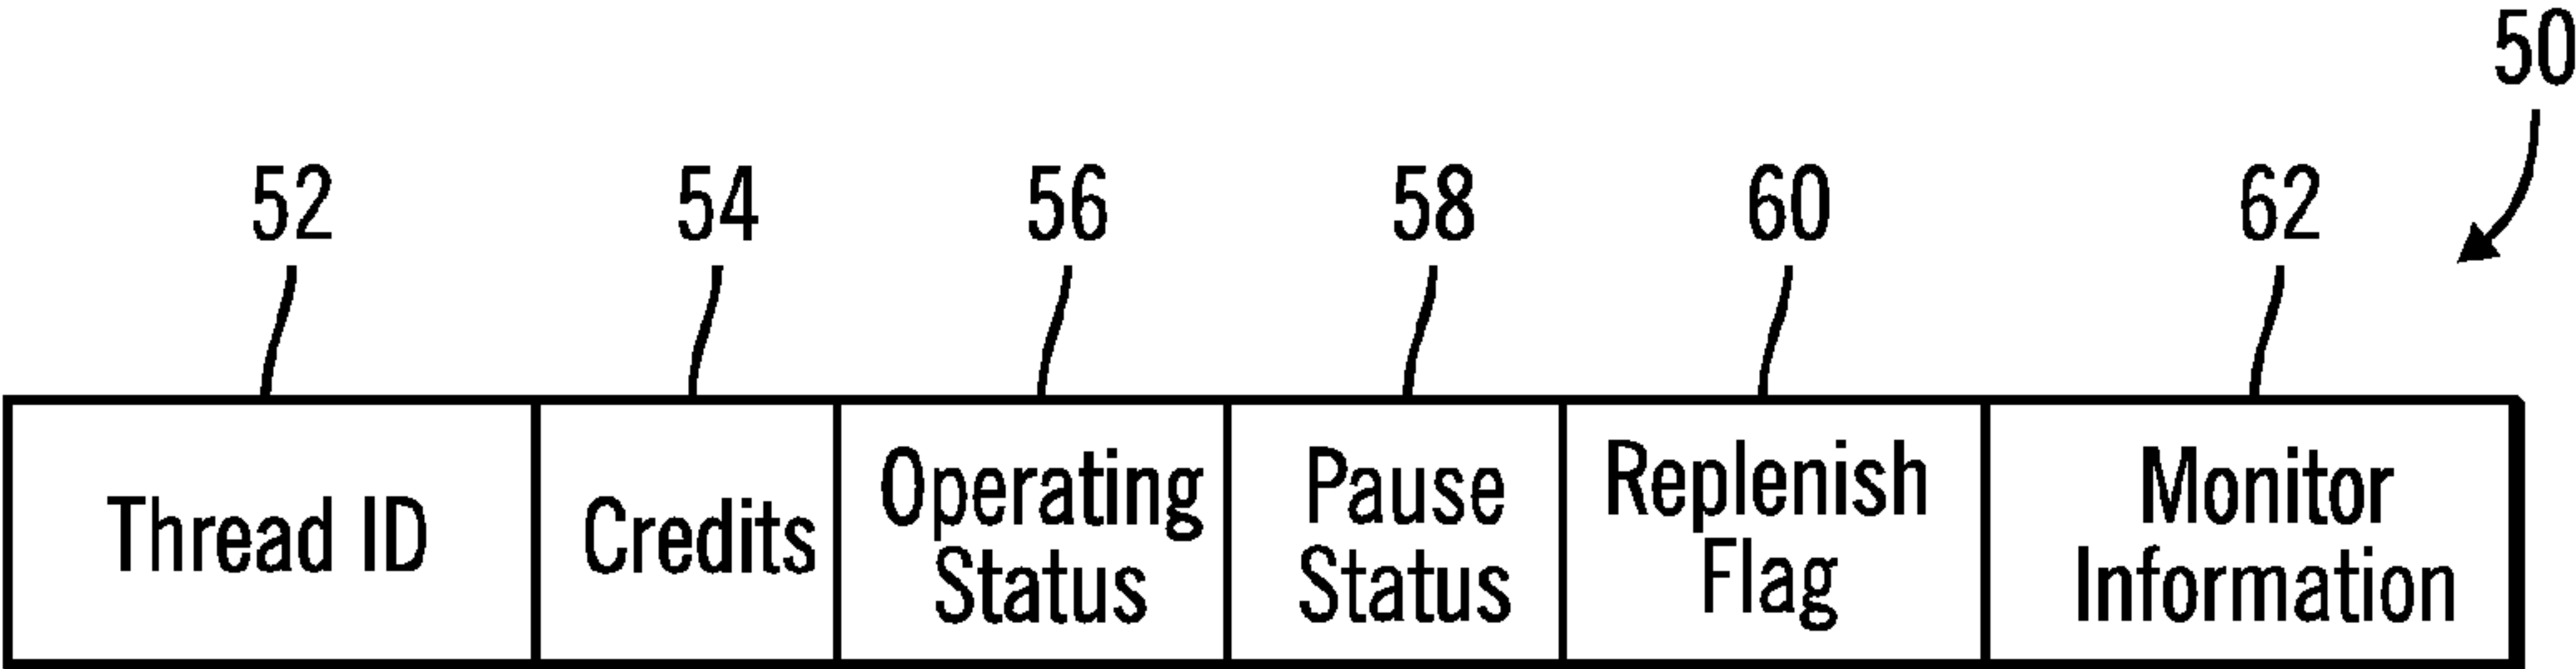 50
52 54 56 58 60 62
Thread ID Credits Operating Status Pause Status Replenish Flag Monitor Information